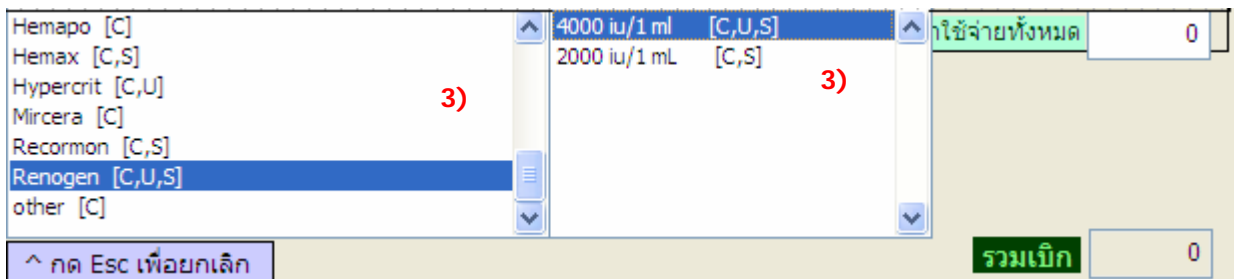 Hemapo [C]
Hemax [C,S]
Hypercrit [C,U]
Mircera [C]
Recormon [C,S]
Renogen [C,U,S]
other [C]
3)
4000 iu/1 ml [C,U,S]
2000 iu/1 mL [C,S]
3)
าใช้จ่ายทั้งหมด 0
^ กด Esc เพื่อยกเลิก
รวมเบิก 0